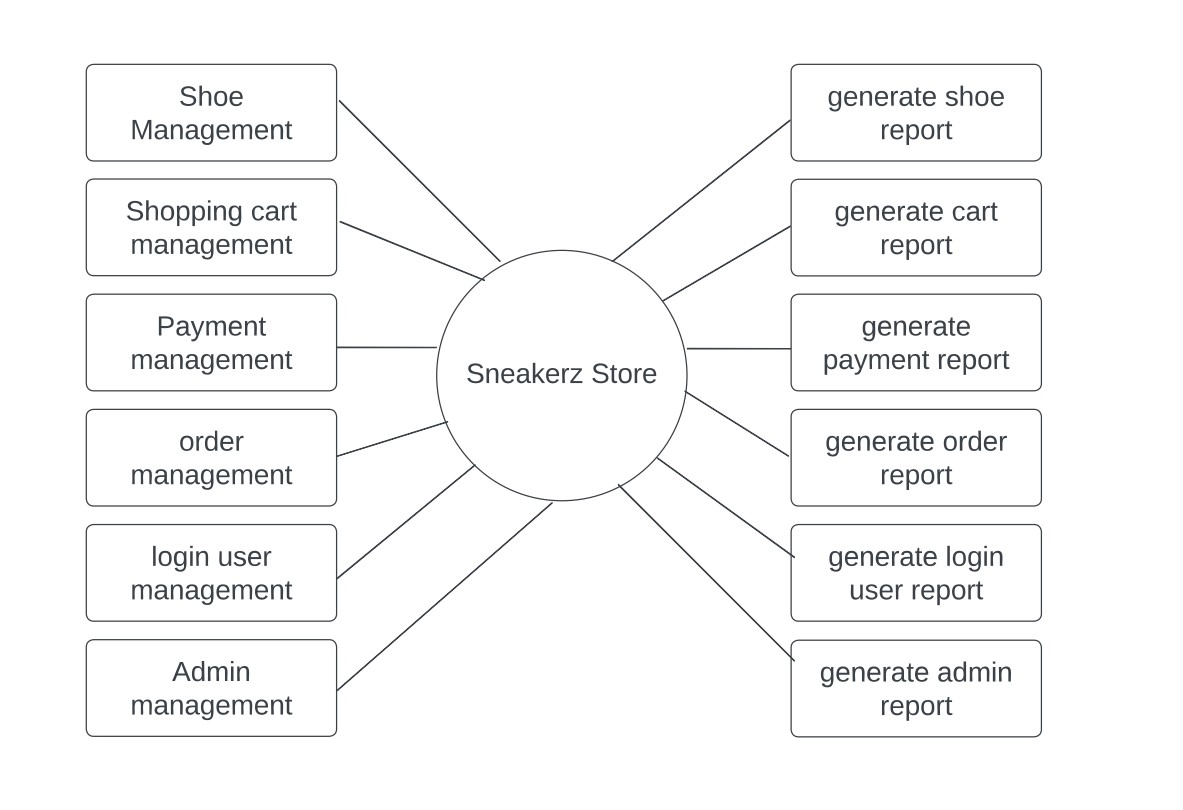 Shoe
Management
Shopping cart
management
Payment
management
order
management
login user
management
Admin
management
Sneakerz Store
generate shoe
report
generate cart
report
generate
payment report
generate order
report
generate login
user report
generate admin
report